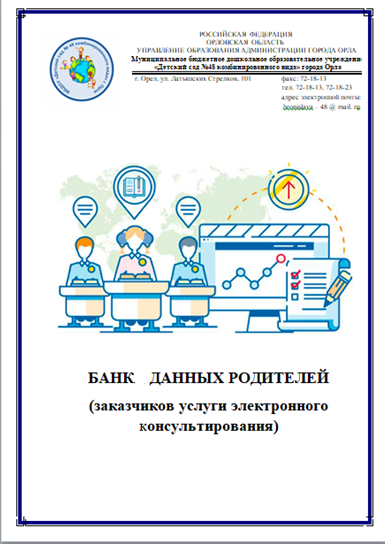 РОССИЙСКАЯ ФЕДЕРАЦИЯ
ОРЛОВСКАЯ ОБЛАСТЬ
УПРАВЛЕНИЕ ОБРАЗОВАНИЯ АДМИНИСТРАЦИИ ГОРОДА ОРЛА
Муниципальное бюджетное дошкольное образовательное учреждени
«Детский сад №48 комбинированного вида» города Орла
г. Орел, ул. Латышских Стрелков, 101 факс: 72-18-13
тел. 72-18-13, 72-18-23
адрес электронной почты:
– 48 @ mail. ru
БАНК ДАННЫХ РОДИТЕЛЕЙ
(заказчиков услуги электронного
консультирования)